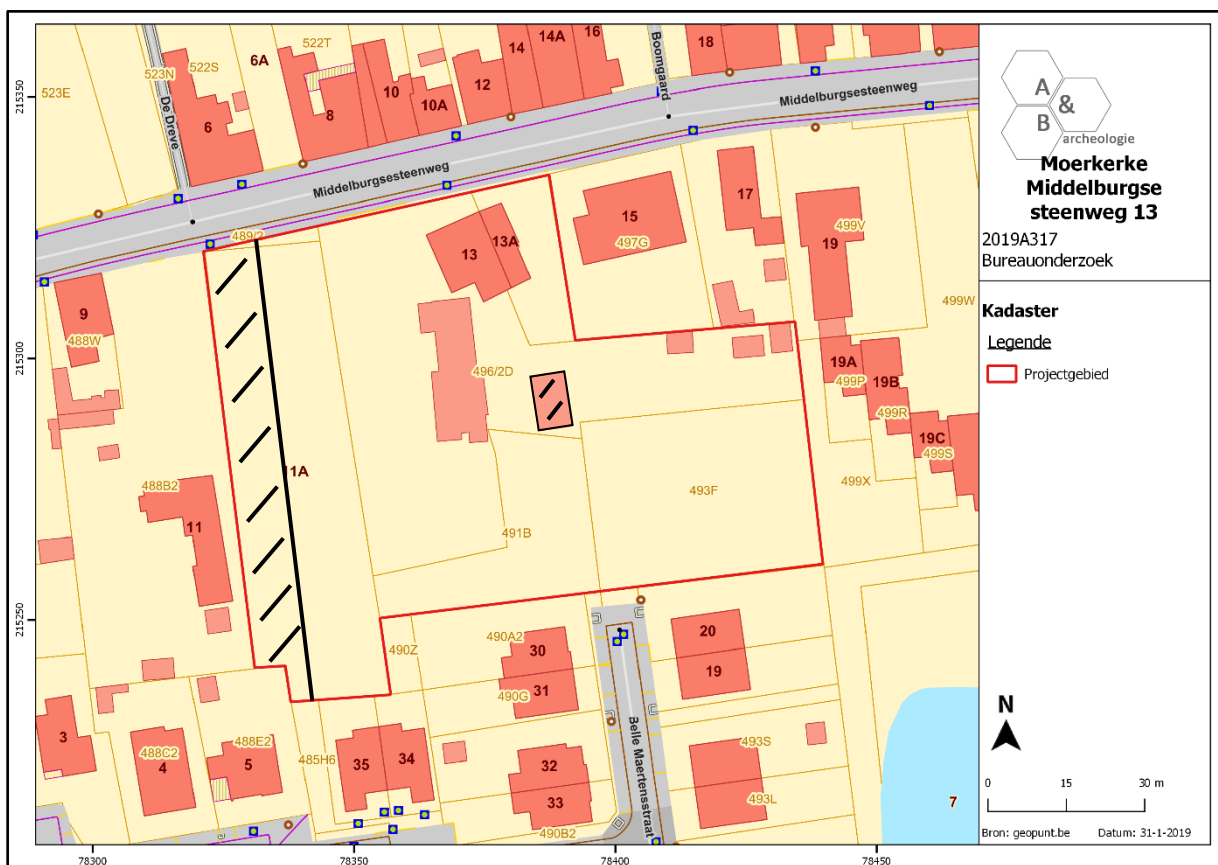 523E
523N
522S
6A
522T
De Dreve
6
8
10
10A
12
14
14A
16
Boomgaard
18
Middelburgsesteenweg
Middelburgsesteenweg
489/2
13
13A
15
497G
17
19
499V
499W
9
488W
496/2D
19A
499P
19B
499R
19C
499S
499X
11A
488B2
11
493F
491B
490Z
490A2
30
31
490G
20
19
3
488C2
4
488E2
5
485H6
35
34
32
33
490B2
Belle Maertensstraat
493S
493L
7
215350
215300
215250
78300
78350
78400
78450
A
&
B
archeologie
Moerkerke
Middelburgse
steenweg 13
2019A317
Bureauonderzoek
Kadaster
Legende
Projectgebied
N
0 15 30 m
Bron: geopunt.be Datum: 31-1-2019